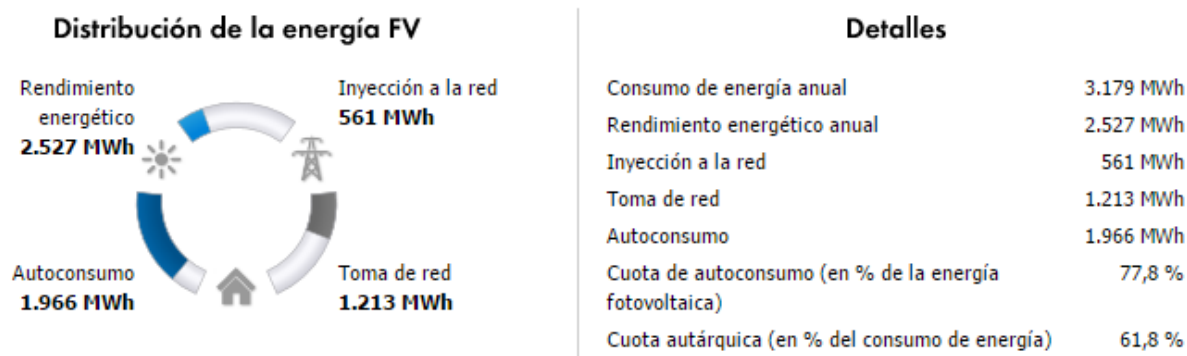 Distribución de la energía FV
Rendimiento
energético
2.527 MWh
Inyección a la red
561 MWh
Autoconsumo
1.966 MWh
Toma de red
1.213 MWh
Detalles
Consumo de energía anual 3.179 MWh
Rendimiento energético anual 2.527 MWh
Inyección a la red 561 MWh
Toma de red 1.213 MWh
Autoconsumo 1.966 MWh
Cuota de autoconsumo (en % de la energía 77,8 %
fotovoltaica)
Cuota autárquica (en % del consumo de energía) 61,8 %